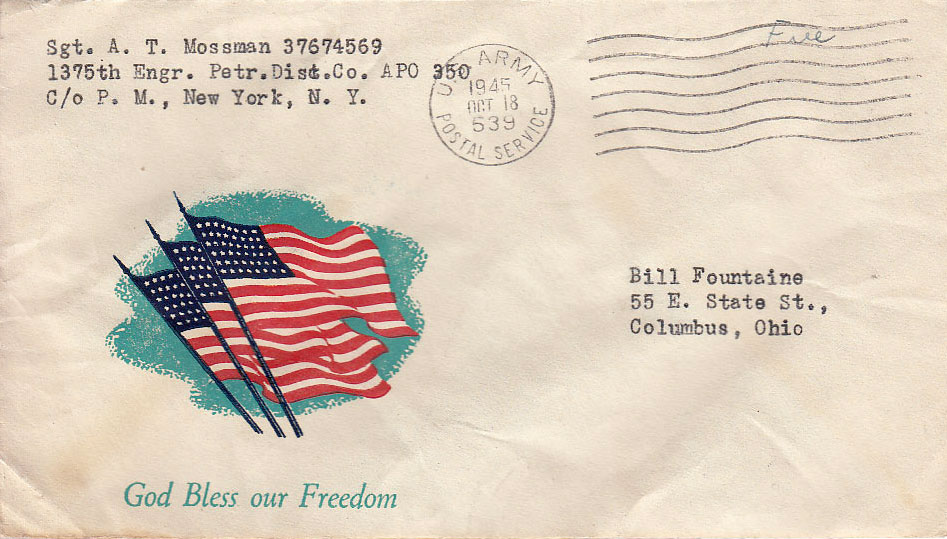 Sgt. A. T. Mossman 37674569
1375th Engr. Petr.Dist.Co. APO 350
C/o P. M., New York, N. Y.
U.S. ARMY
1945
OCT 18
539
POSTAL SERVICE
Free
Bill Fountaine
55 E. State St.,
Columbus, Ohio
God Bless our Freedom